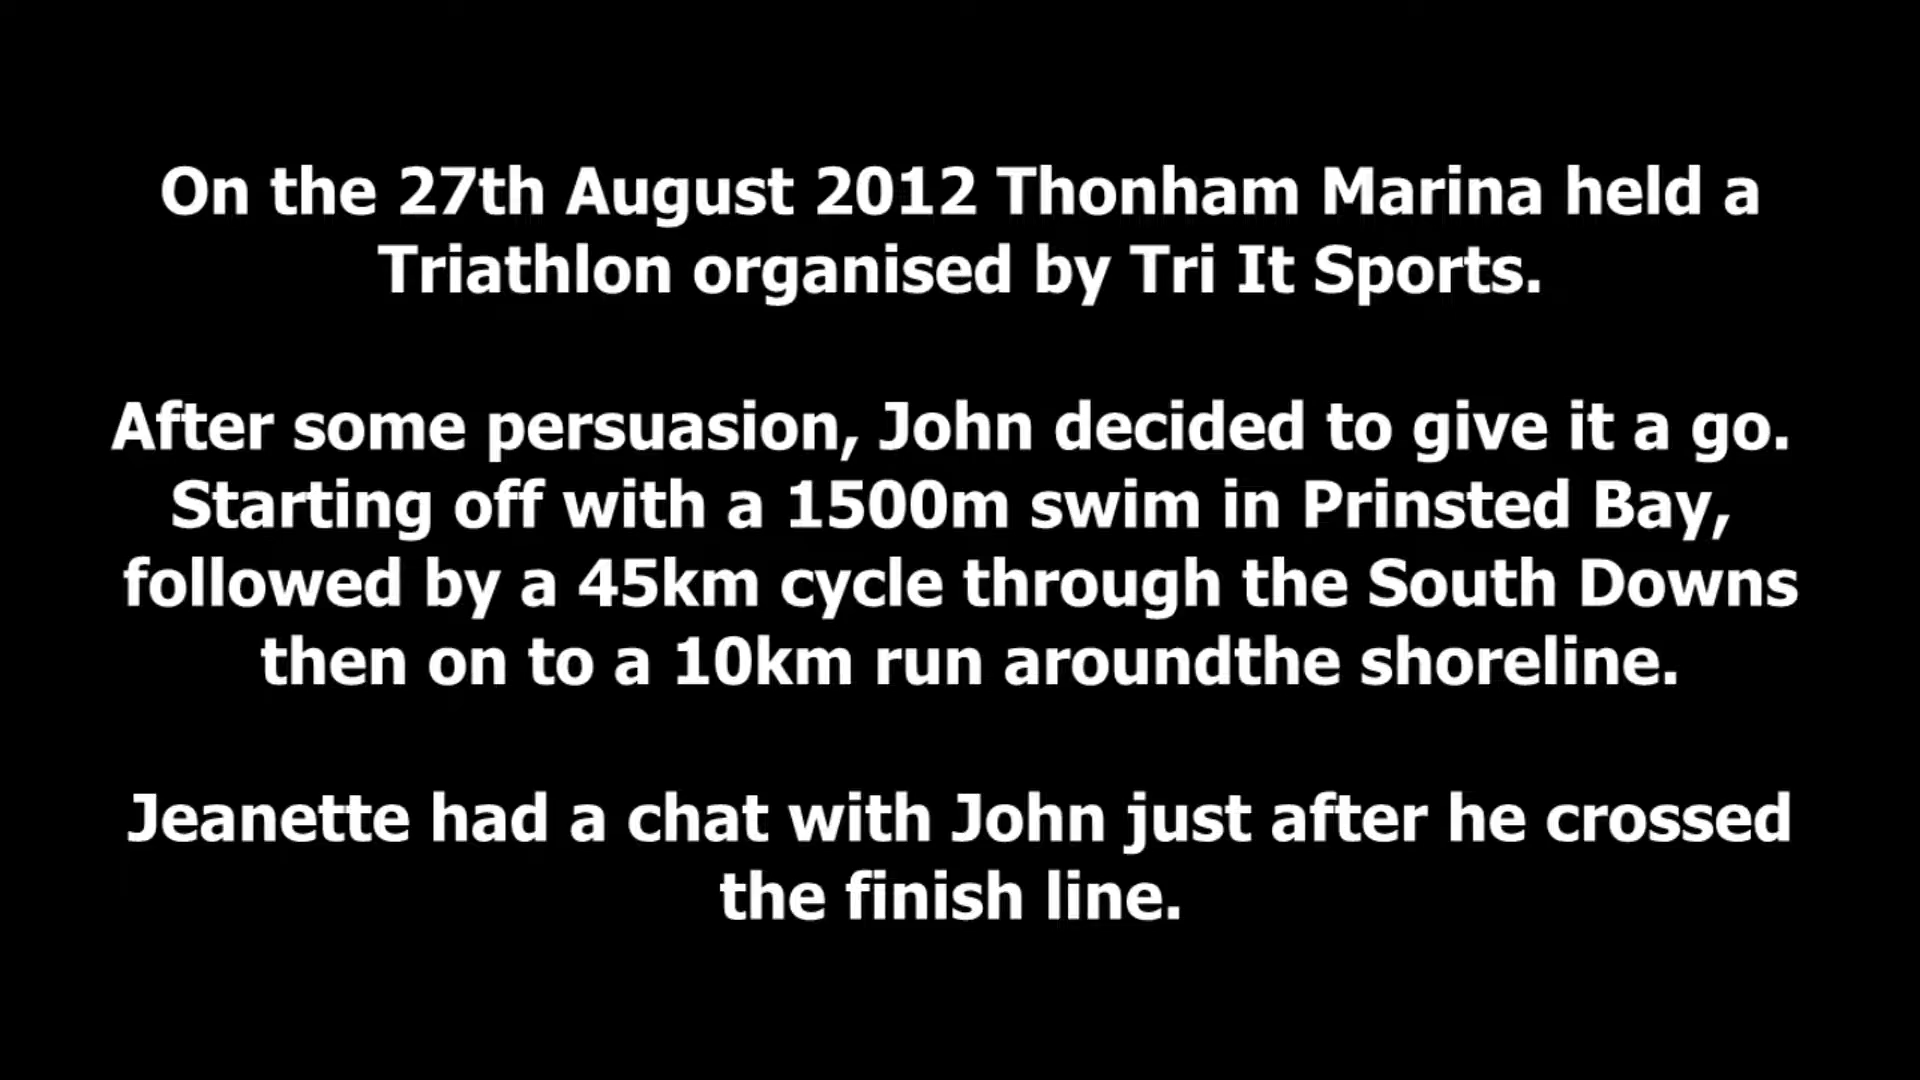 On the 27th August 2012 Thonham Marina held a
Triathlon organised by Tri It Sports.
After some persuasion, John decided to give it a go.
Starting off with a 1500m swim in Prinsted Bay,
followed by a 45km cycle through the South Downs
then on to a 10km run aroundthe shoreline.
Jeanette had a chat with John just after he crossed
the finish line.